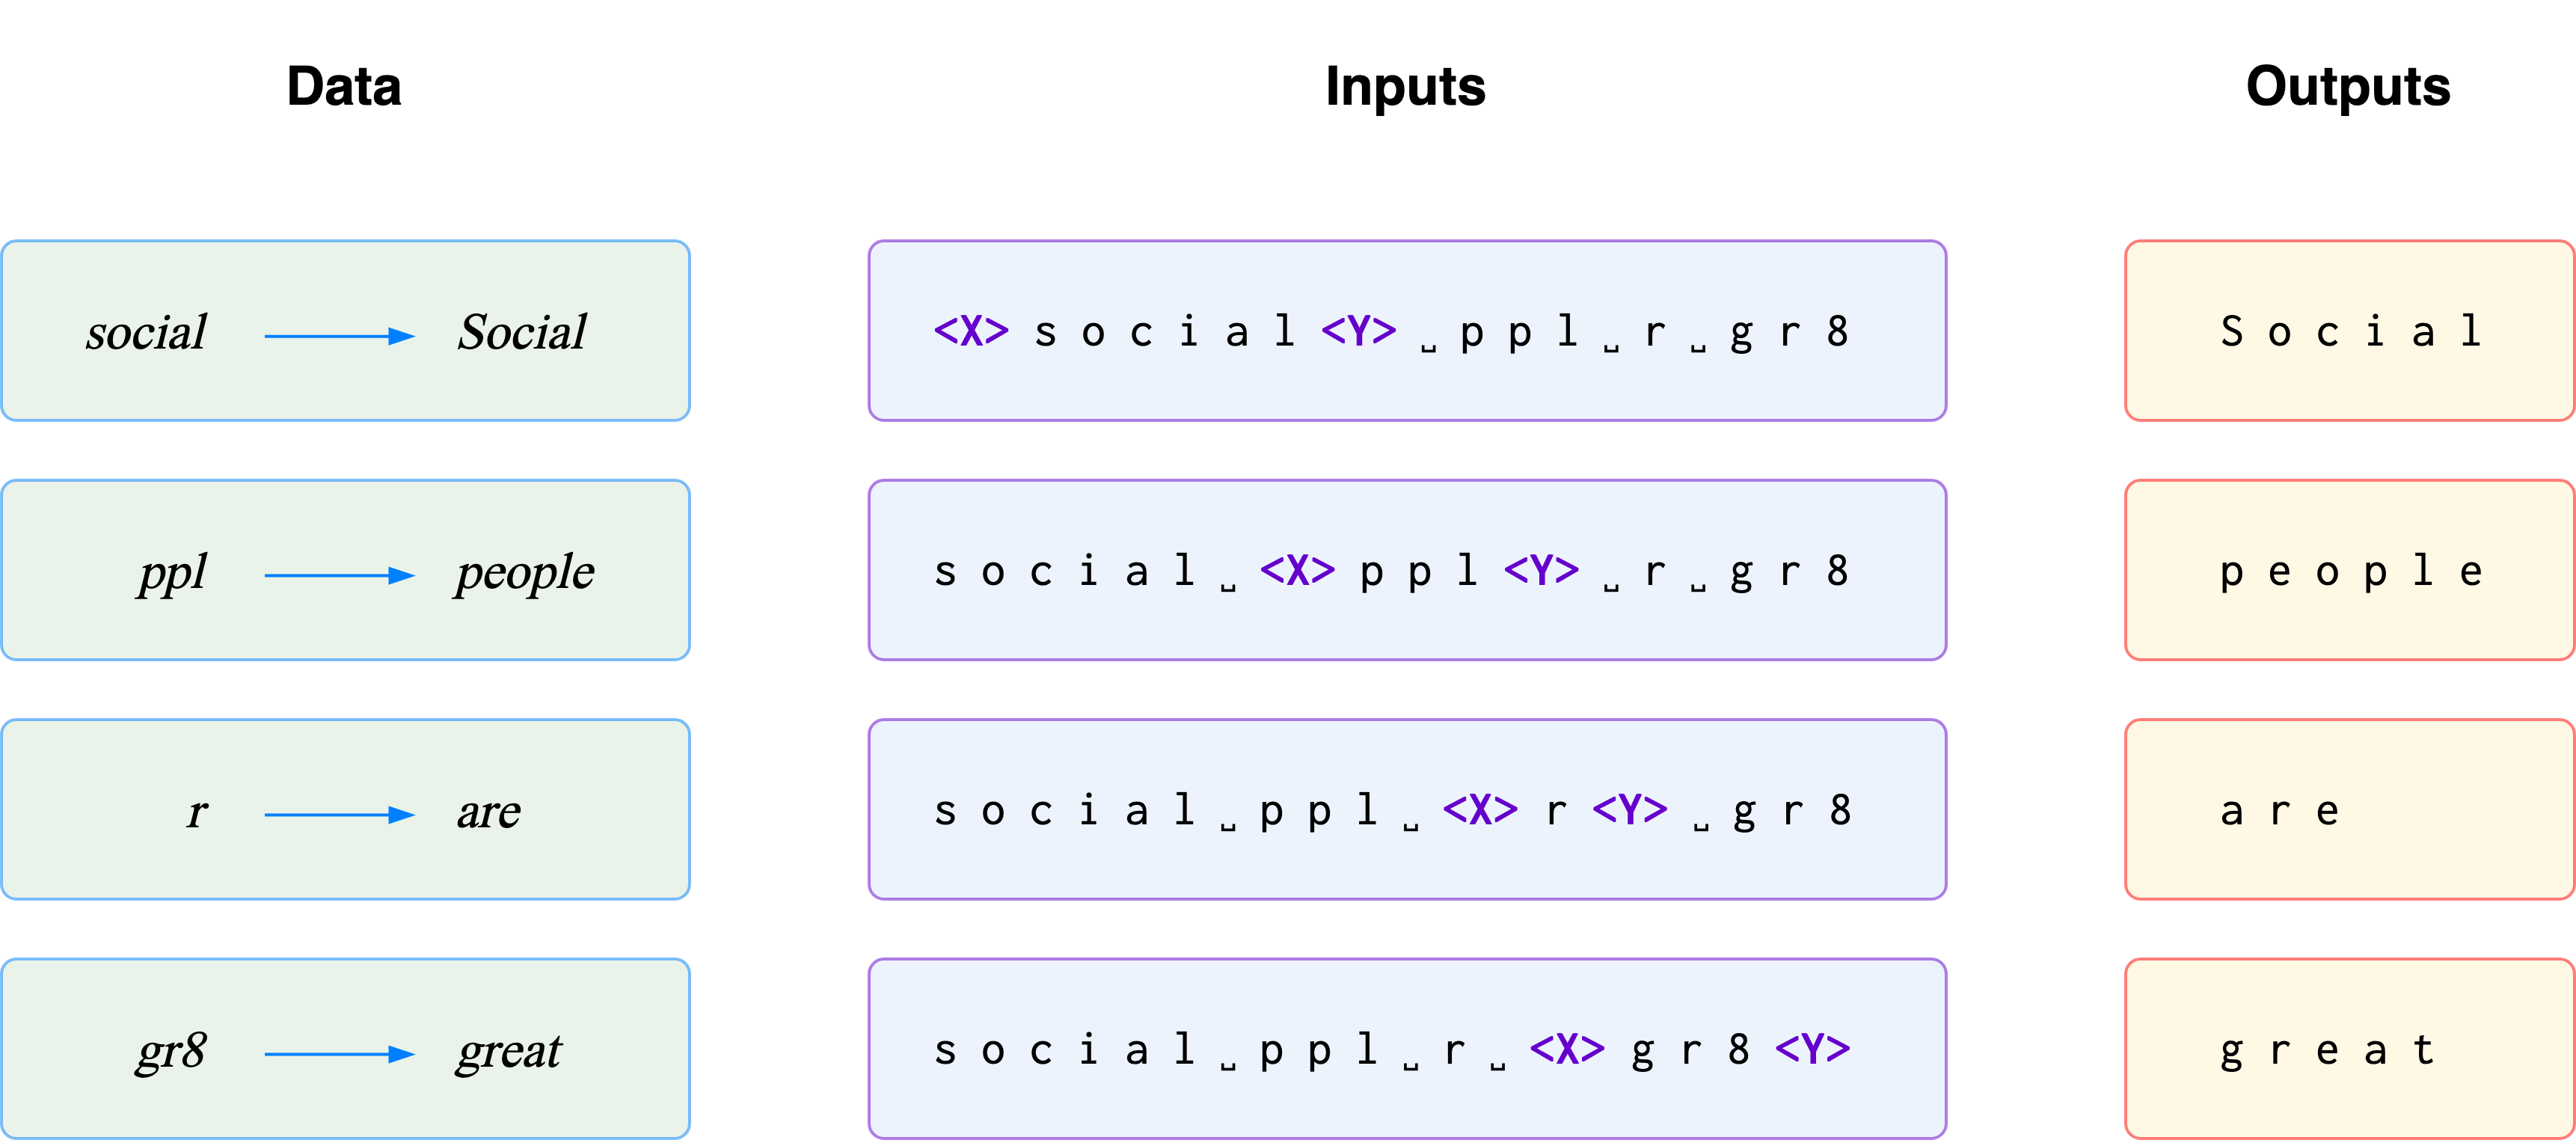 Data Inputs Outputs
social Social <X> s o c i a l <Y> ␣ p p l ␣ r ␣ g r 8 S o c i a l
ppl people s o c i a l ␣ <X> p p l <Y> ␣ r ␣ g r 8 p e o p l e
r are s o c i a l ␣ p p l ␣ <X> r <Y> ␣ g r 8 a r e
gr8 great s o c i a l ␣ p p l ␣ r ␣ <X> g r 8 <Y> g r e a t